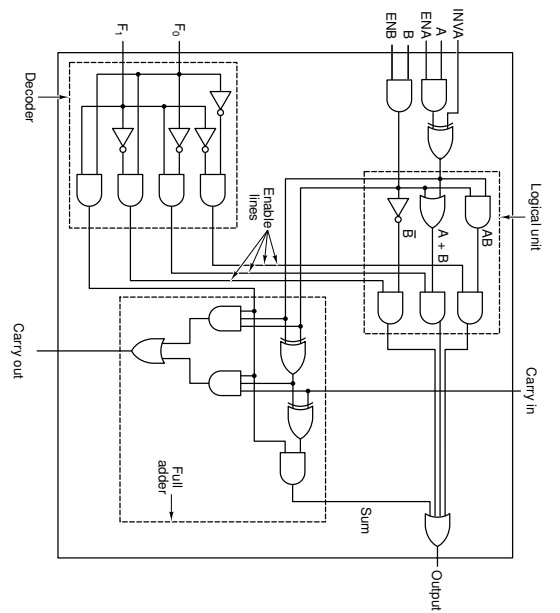 F1
F0
ENB
B
ENA
A
INVA
Decoder
Logical unit
Enable
lines
B̅
A + B
AB
Carry out
Carry in
Full
adder
Sum
Output